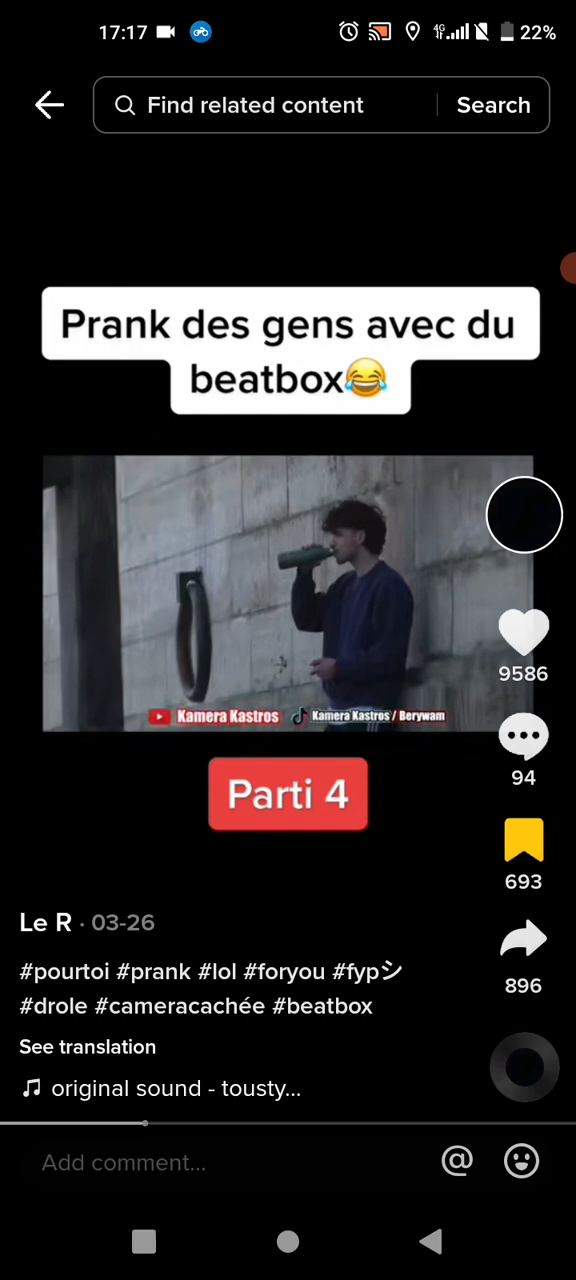 17:17
4G
22%
Find related content
Search
Prank des gens avec du
beatbox😂
Kamera Kastros
Kamera Kastros / Berywam
Parti 4
9586
94
693
896
Le R · 03-26
#pourtoi #prank #lol #foryou #fypシ
#drole #cameracachée #beatbox
See translation
original sound - tousty...
Add comment...